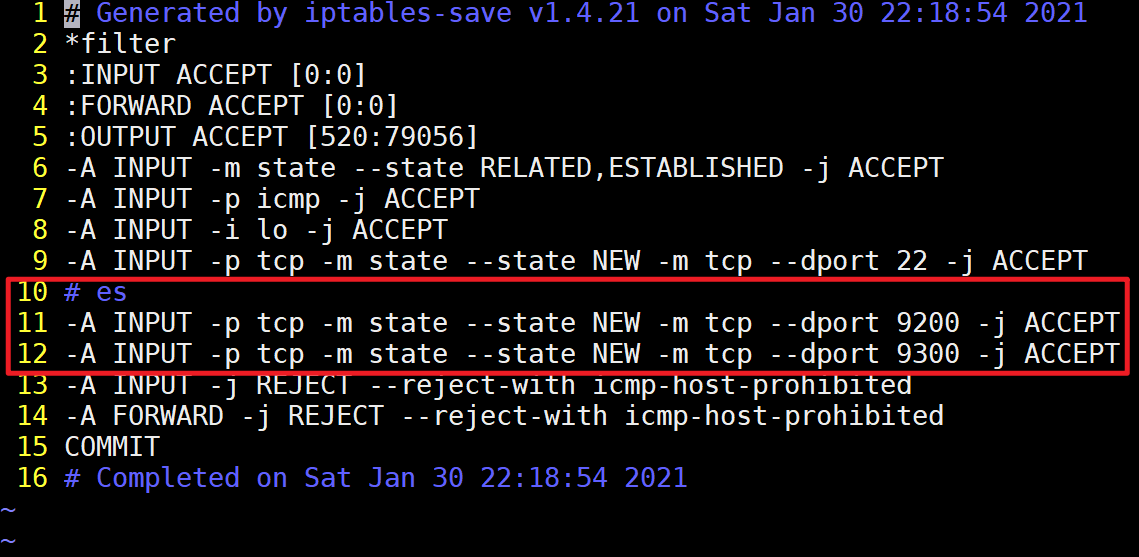 1 # Generated by iptables-save v1.4.21 on Sat Jan 30 22:18:54 2021
2 *filter
3 :INPUT ACCEPT [0:0]
4 :FORWARD ACCEPT [0:0]
5 :OUTPUT ACCEPT [520:79056]
6 -A INPUT -m state --state RELATED,ESTABLISHED -j ACCEPT
7 -A INPUT -p icmp -j ACCEPT
8 -A INPUT -i lo -j ACCEPT
9 -A INPUT -p tcp -m state --state NEW -m tcp --dport 22 -j ACCEPT
10 # es
11 -A INPUT -p tcp -m state --state NEW -m tcp --dport 9200 -j ACCEPT
12 -A INPUT -p tcp -m state --state NEW -m tcp --dport 9300 -j ACCEPT
13 -A INPUT -j REJECT --reject-with icmp-host-prohibited
14 -A FORWARD -j REJECT --reject-with icmp-host-prohibited
15 COMMIT
16 # Completed on Sat Jan 30 22:18:54 2021
~
~